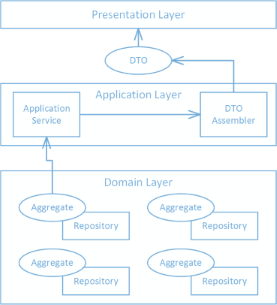 Presentation Layer
DTO
Application Layer
Application
Service
DTO
Assembler
Domain Layer
Aggregate
Repository
Aggregate
Repository
Aggregate
Repository
Aggregate
Repository